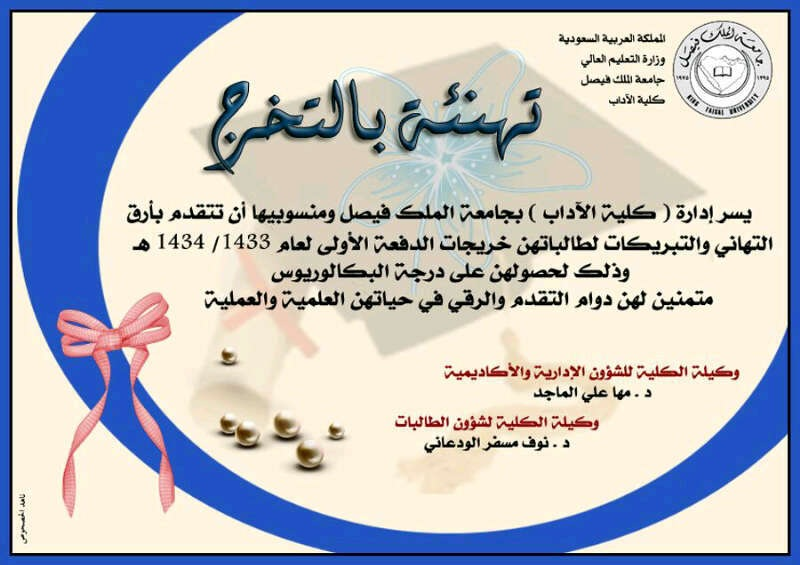 المملكة العربية السعودية
وزارة التعليم العالي
جامعة الملك فيصل
كلية الآداب
جامعة الملك فيصل
١٩٧٥ ١٣٩٥
KING FAISAL UNIVERSITY
تهنئة بالتخرج
يسر إدارة ( كلية الآداب ) بجامعة الملك فيصل ومنسوبيها أن تتقدم بأرق
التهاني والتبريكات لطالباتهن خريجات الدفعة الأولى لعام 1433/ 1434 هـ
وذلك لحصولهن على درجة البكالوريوس
متمنين لهن دوام التقدم والرقي في حياتهن العلمية والعملية
وكيلة الكلية للشؤون الإدارية والأكاديمية
د . مها علي الماجد
وكيلة الكلية لشؤون الطالبات
د . نوف مسفر الودعاني